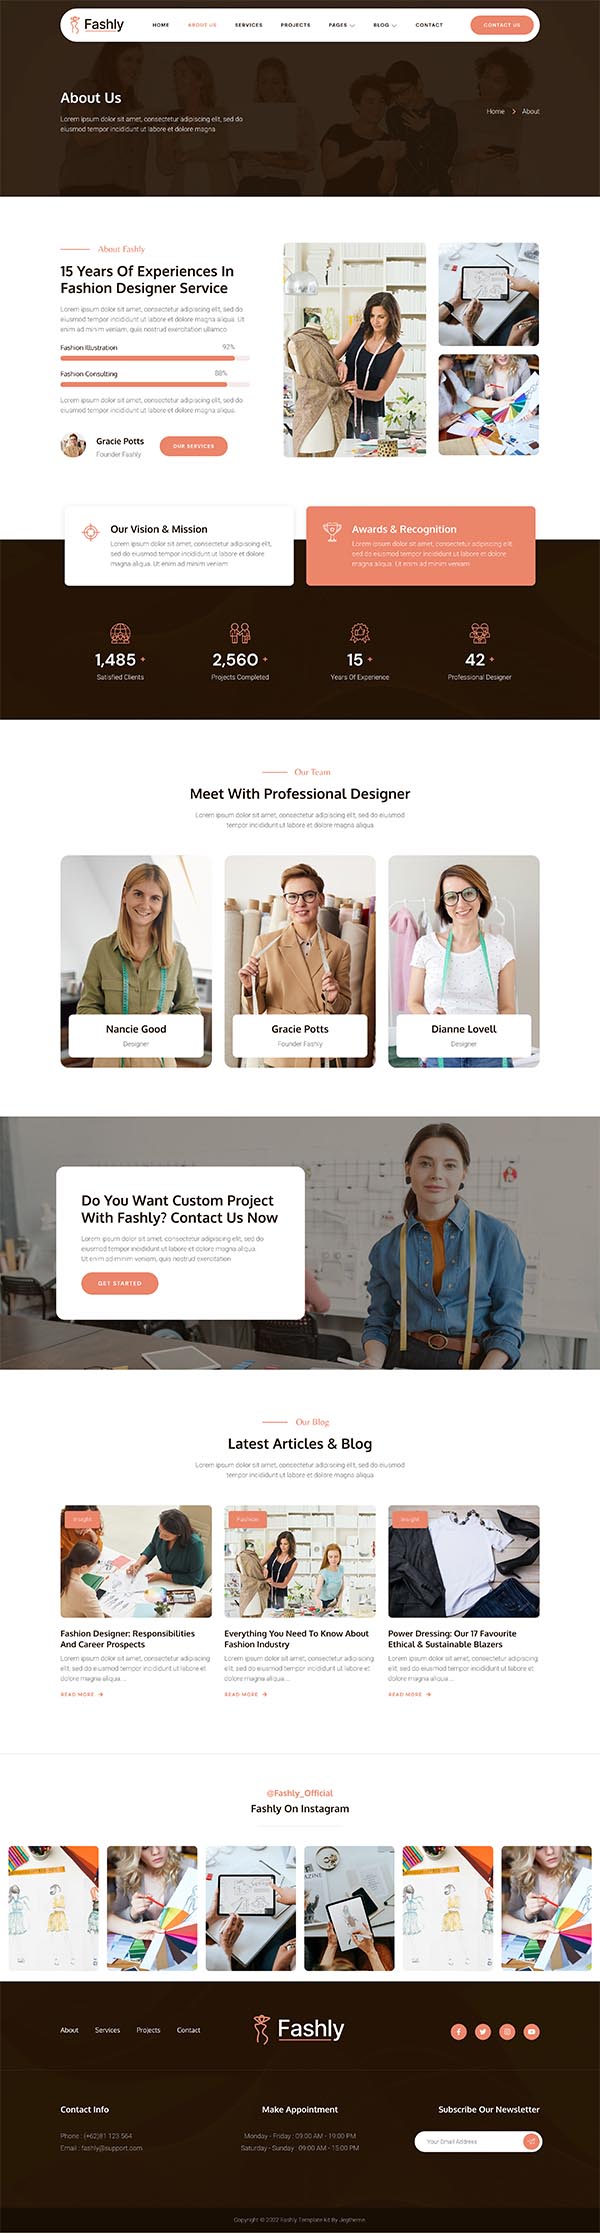 Fashly
HOME ABOUT US SERVICES PROJECTS PAGES BLOG CONTACT CONTACT US
About Us
Lorem ipsum dolor sit amet, consectetur adipiscing elit, sed do
eiusmod tempor incididunt ut labore et dolore magna
Home About
About Fashly
15 Years Of Experiences In
Fashion Designer Service
Lorem ipsum dolor sit amet, consectetur adipiscing elit, sed do
eiusmod tempor incididunt ut labore et dolore magna aliqua. Ut
enim ad minim veniam, quis nostrud exercitation ullamco
Fashion Illustration 92%
Fashion Consulting 88%
Lorem ipsum dolor sit amet, consectetur adipiscing elit, sed do
eiusmod tempor incididunt ut labore et dolore magna aliqua.
Gracie Potts
Founder Fashly
OUR SERVICES
Our Vision & Mission
Lorem ipsum dolor sit amet, consectetur adipiscing elit,
sed do eiusmod tempor incididunt ut labore et dolore
magna aliqua. Ut enim ad minim veniam
Awards & Recognition
Lorem ipsum dolor sit amet, consectetur adipiscing elit,
sed do eiusmod tempor incididunt ut labore et dolore
magna aliqua. Ut enim ad minim veniam
1,485 +
Satisfied Clients
2,560 +
Projects Completed
15 +
Years Of Experience
42 +
Professional Designer
Our Team
Meet With Professional Designer
Lorem ipsum dolor sit amet, consectetur adipiscing elit, sed do eiusmod
tempor incididunt ut labore et dolore magna aliqua
Nancie Good
Designer
Gracie Potts
Founder Fashly
Dianne Lovell
Designer
Do You Want Custom Project
With Fashly? Contact Us Now
Lorem ipsum dolor sit amet, consectetur adipiscing elit, sed do
eiusmod tempor incididunt ut labore et dolore magna aliqua.
Ut enim ad minim veniam, quis nostrud exercitation
GET STARTED
Our Blog
Latest Articles & Blog
Lorem ipsum dolor sit amet, consectetur adipiscing elit, sed do eiusmod
tempor incididunt ut labore et dolore magna aliqua
Insight
Fashion Designer: Responsibilities
And Career Prospects
Lorem ipsum dolor sit amet, consectetur adipiscing
elit, sed do eiusmod tempor incididunt ut labore et
dolore magna aliqua....
READ MORE
Fashion
Everything You Need To Know About
Fashion Industry
Lorem ipsum dolor sit amet, consectetur adipiscing
elit, sed do eiusmod tempor incididunt ut labore et
dolore magna aliqua....
READ MORE
Insight
Power Dressing: Our 17 Favourite
Ethical & Sustainable Blazers
Lorem ipsum dolor sit amet, consectetur adipiscing
elit, sed do eiusmod tempor incididunt ut labore et
dolore magna aliqua....
READ MORE
@Fashly_Official
Fashly On Instagram
About Services Projects Contact
Fashly
Contact Info
Phone : (+62)81 123 564
Email : fashly@support.com
Make Appointment
Monday - Friday : 09:00 AM - 19:00 PM
Saturday - Sunday : 09:00 AM - 15:00 PM
Subscribe Our Newsletter
Your Email Address
Copyright © 2022 Fashly Template kit By Jegtheme